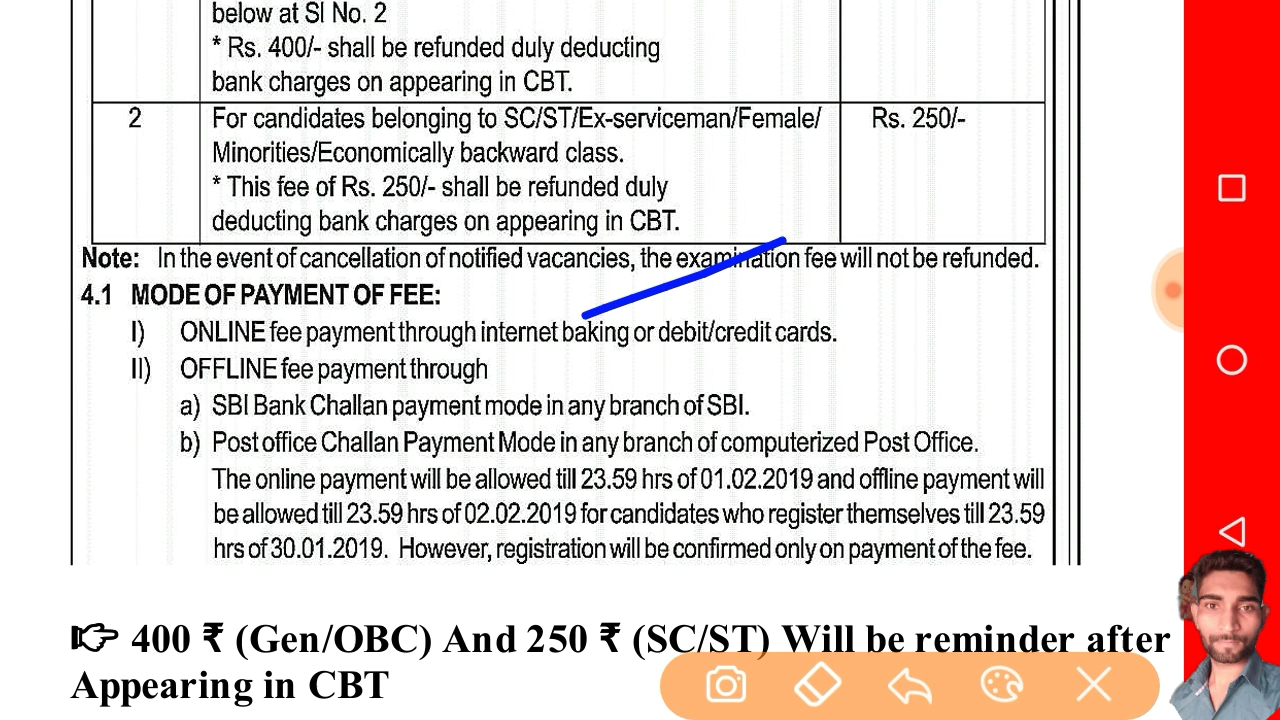 below at SI No. 2
* Rs. 400/- shall be refunded duly deducting
bank charges on appearing in CBT.
2 For candidates belonging to SC/ST/Ex-serviceman/Female/ Rs. 250/-
Minorities/Economically backward class.
* This fee of Rs. 250/- shall be refunded duly
deducting bank charges on appearing in CBT.
Note: In the event of cancellation of notified vacancies, the examination fee will not be refunded.
4.1 MODE OF PAYMENT OF FEE:
I) ONLINE fee payment through internet baking or debit/credit cards.
II) OFFLINE fee payment through
a) SBI Bank Challan payment mode in any branch of SBI.
b) Post office Challan Payment Mode in any branch of computerized Post Office.
The online payment will be allowed till 23.59 hrs of 01.02.2019 and offline payment will
be allowed till 23.59 hrs of 02.02.2019 for candidates who register themselves till 23.59
hrs of 30.01.2019. However, registration will be confirmed only on payment of the fee.
400 ₹ (Gen/OBC) And 250 ₹ (SC/ST) Will be reminder after
Appearing in CBT